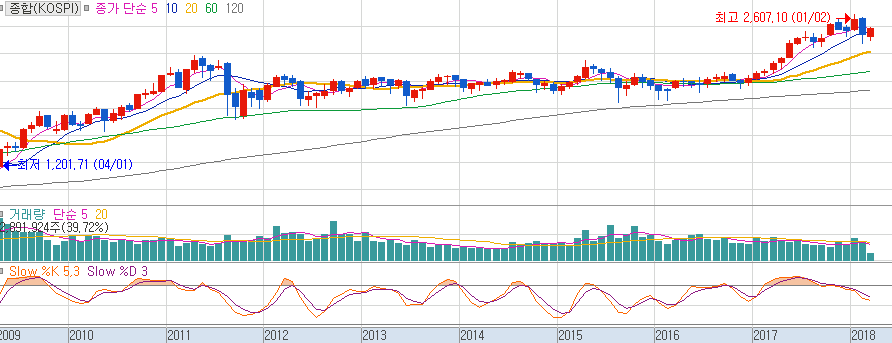 종합(KOSPI) 종가 단순 5 10 20 60 120
최고 2,607,10 (01/02)
최저 1,201,71 (04/01)
거래량 단순 5 20
2,891,924주(39,72%)
Slow %K 5,3 Slow %D 3
2009 2010 2011 2012 2013 2014 2015 2016 2017 2018